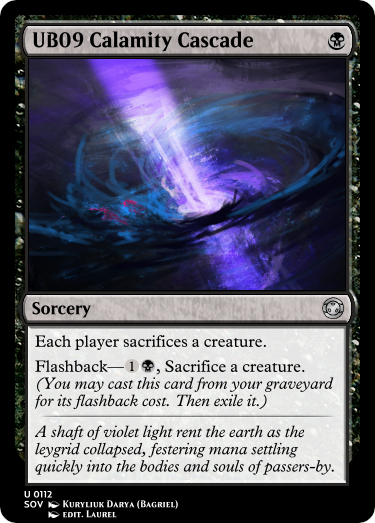 UB09 Calamity Cascade
Sorcery
Each player sacrifices a creature.
Flashback—1, Sacrifice a creature.
(You may cast this card from your graveyard
for its flashback cost. Then exile it.)
A shaft of violet light rent the earth as the
leygrid collapsed, festering mana settling
quickly into the bodies and souls of passers-by.
U 0112
SOV Kuryliuk Darya (Bagriel)
edit. Laurel